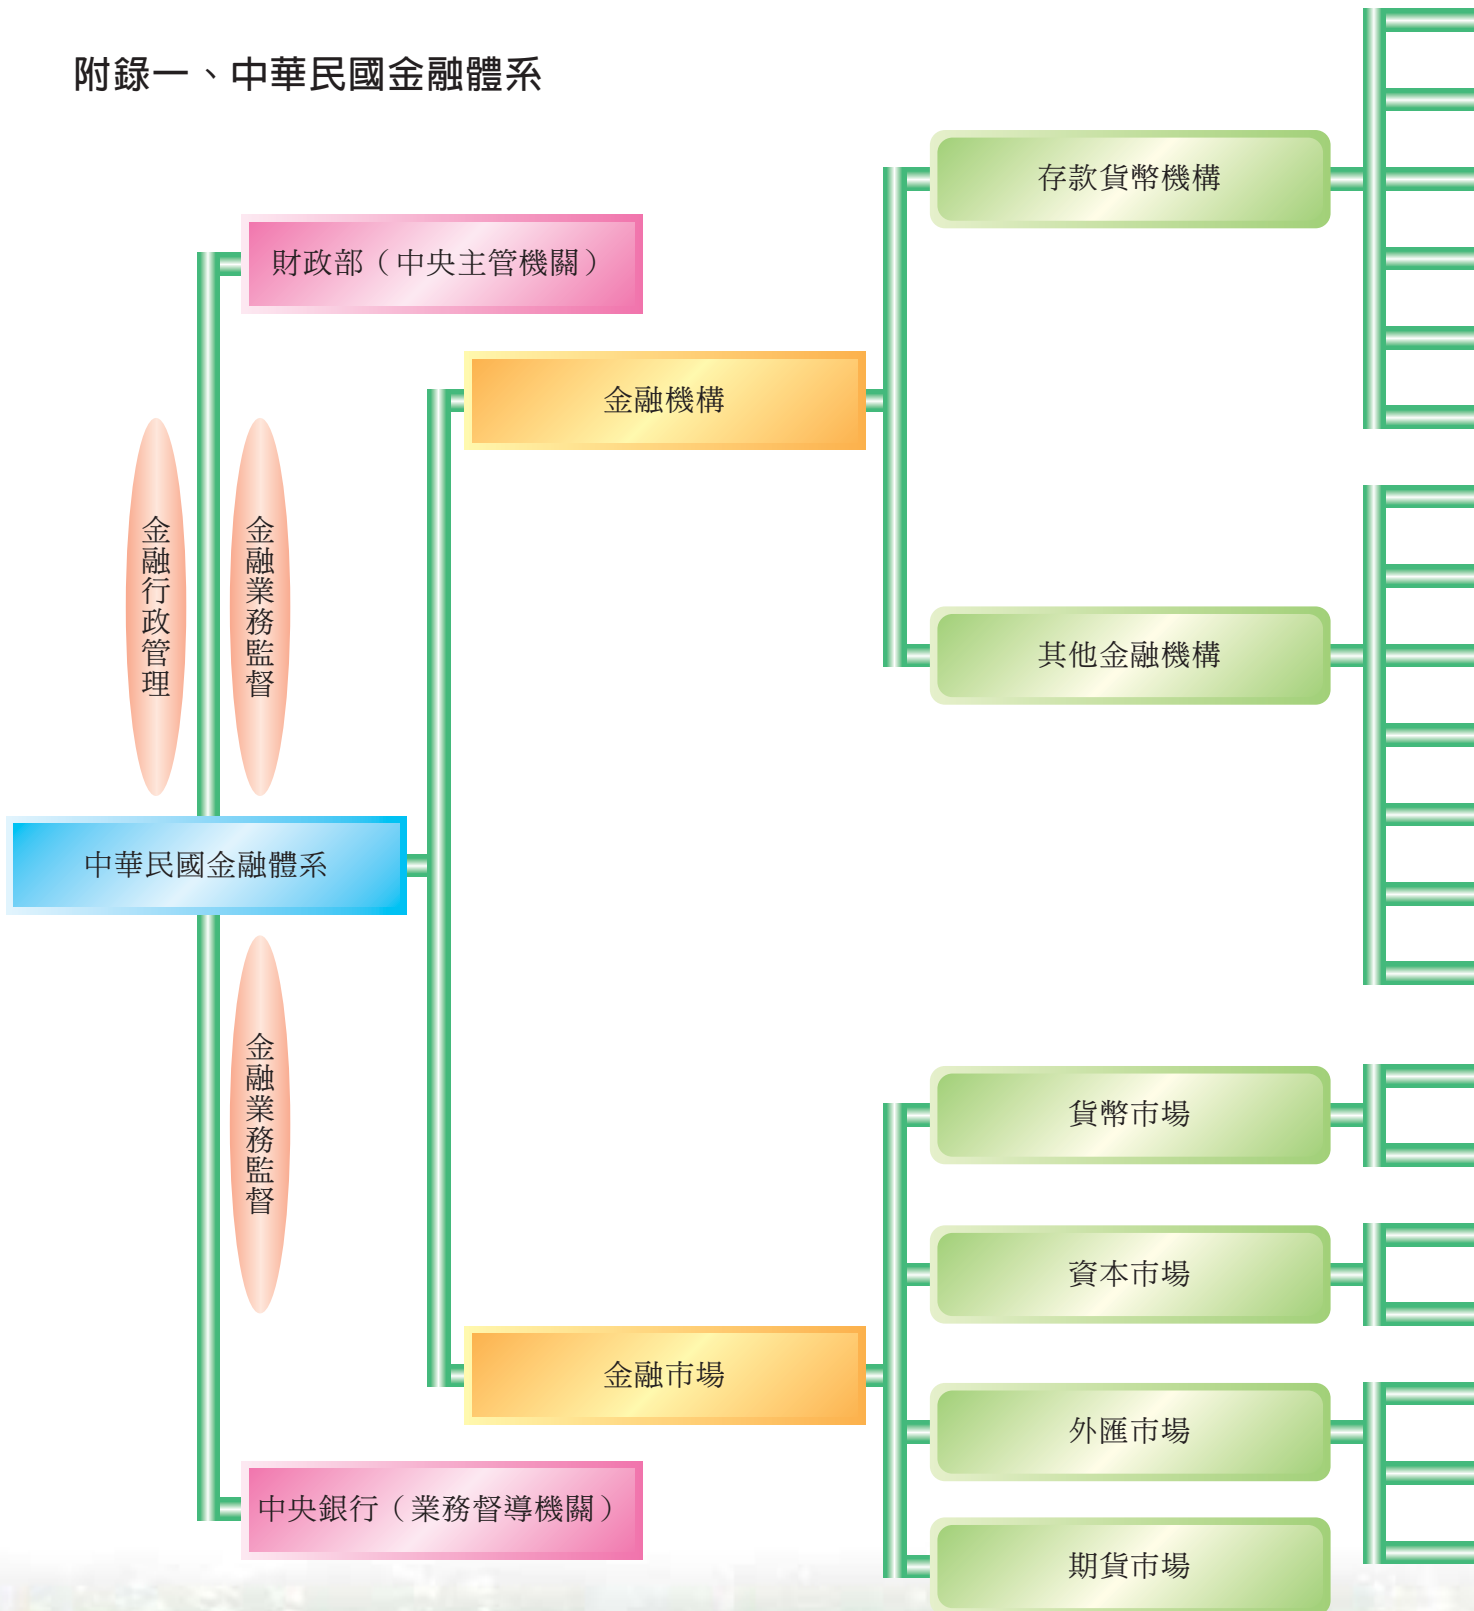 附錄一、中華民國金融體系
存款貨幣機構
財政部（中央主管機關）
金融機構
金融行政管理
金融業務監督
其他金融機構
中華民國金融體系
金融業務監督
貨幣市場
資本市場
金融市場
外匯市場
中央銀行（業務督導機關）
期貨市場